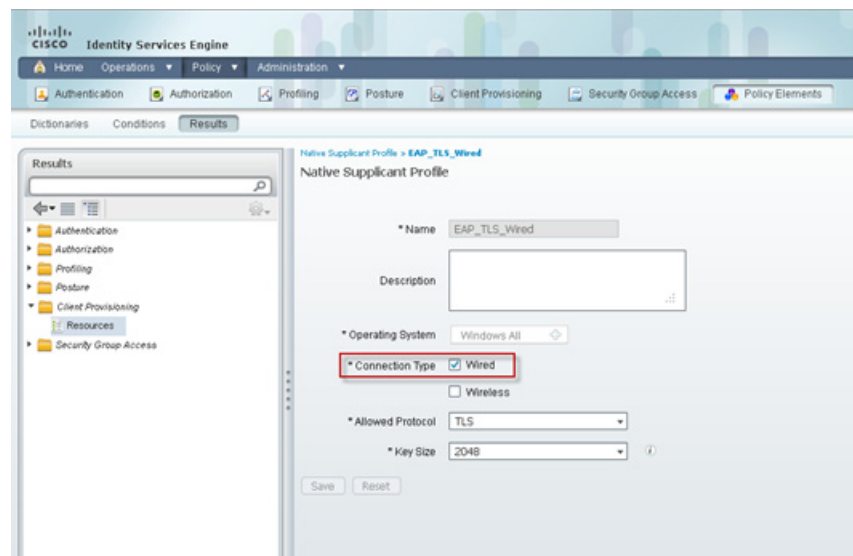 CISCO Identity Services Engine
Home Operations Policy Administration
Authentication Authorization Profiling Posture Client Provisioning Security Group Access Policy Elements
Dictionaries Conditions Results
Results
Authentication
Authorization
Profiling
Posture
Client Provisioning
Resources
Security Group Access
Native Supplicant Profile > EAP_TLS_Wired
Native Supplicant Profile
* Name EAP_TLS_Wired
Description
* Operating System Windows All
* Connection Type Wired
Wireless
* Allowed Protocol TLS
* Key Size 2048
Save Reset